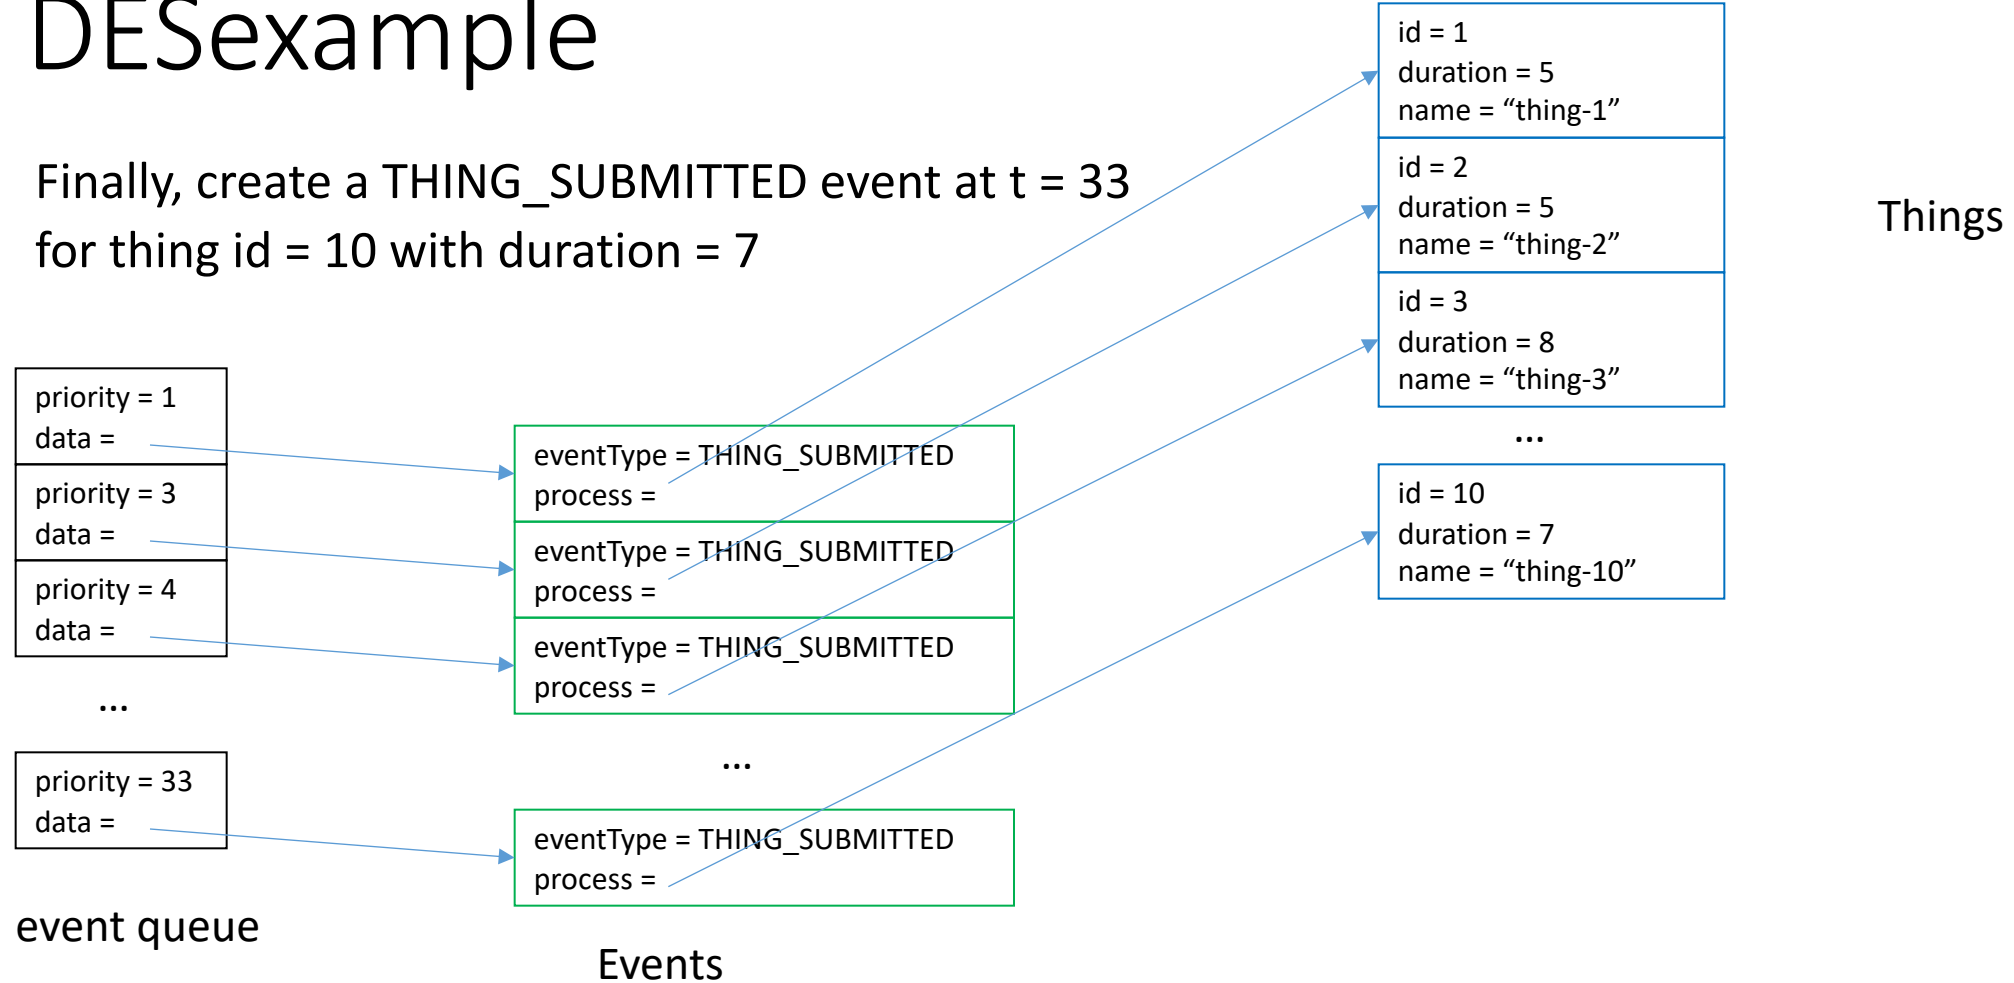 DESexample
Finally, create a THING_SUBMITTED event at t = 33
for thing id = 10 with duration = 7
priority = 1
data =
priority = 3
data =
priority = 4
data =
...
priority = 33
data =
event queue
eventType = THING_SUBMITTED
process =
eventType = THING_SUBMITTED
process =
eventType = THING_SUBMITTED
process =
...
eventType = THING_SUBMITTED
process =
Events
id = 1
duration = 5
name = “thing-1”
id = 2
duration = 5
name = “thing-2”
id = 3
duration = 8
name = “thing-3”
...
id = 10
duration = 7
name = “thing-10”
Things